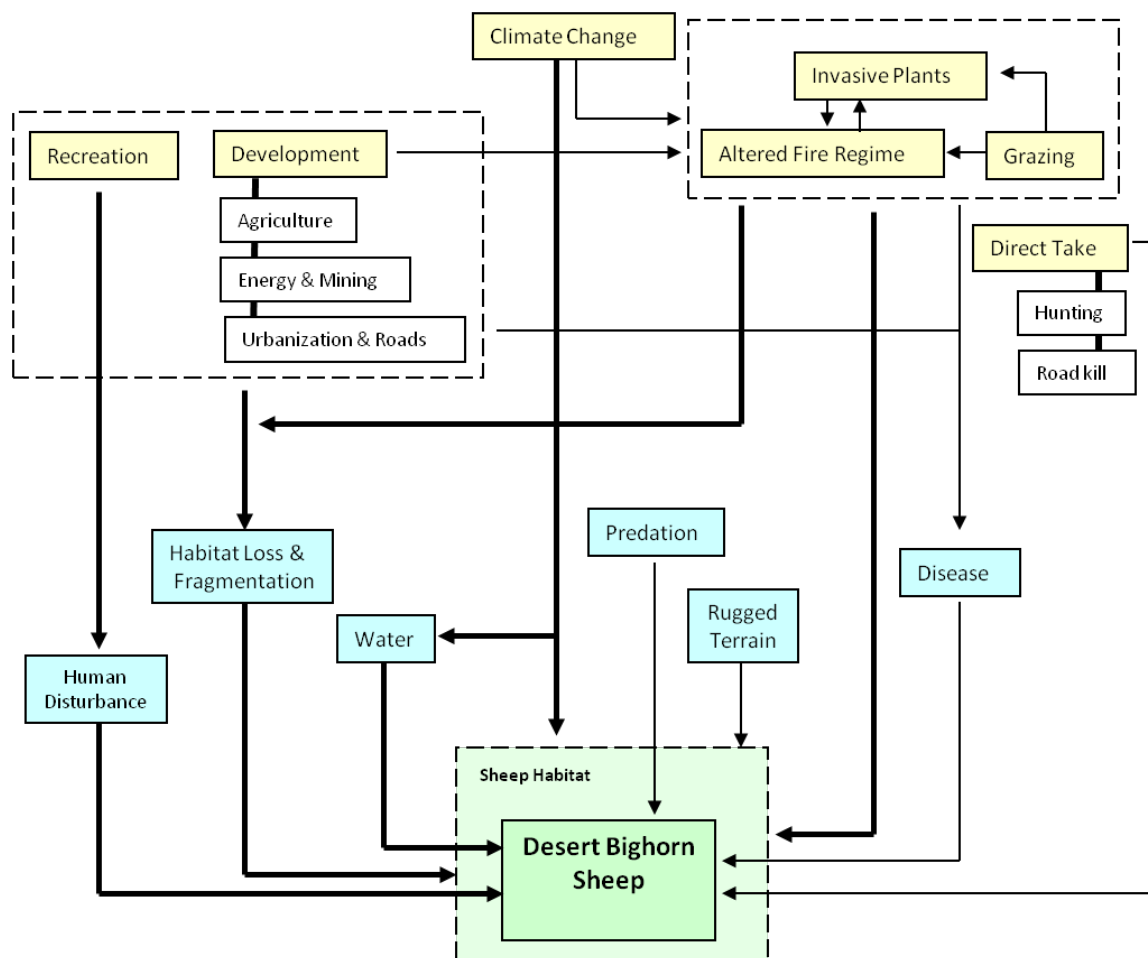 Climate Change
Invasive Plants
Recreation
Development
Altered Fire Regime
Grazing
Agriculture
Direct Take
Energy & Mining
Hunting
Urbanization & Roads
Road kill
Predation
Habitat Loss &
Fragmentation
Disease
Rugged
Terrain
Water
Human
Disturbance
Sheep Habitat
Desert Bighorn
Sheep